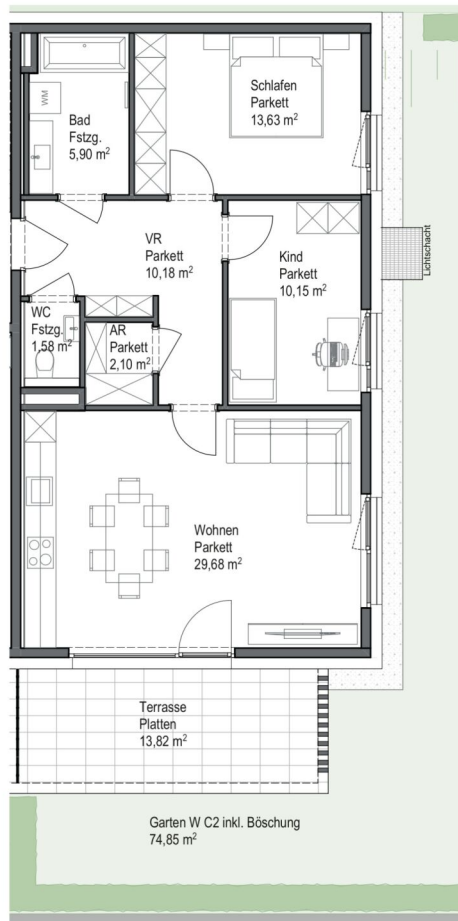 Schlafen
Parkett
13,63 m²
WM
Bad
Fstzg.
5,90 m²
VR
Parkett
10,18 m²
Kind
Parkett
10,15 m²
Lichtschacht
WC
Fstzg.
1,58 m²
AR
Parkett
2,10 m²
Wohnen
Parkett
29,68 m²
Terrasse
Platten
13,82 m²
Garten W C2 inkl. Böschung
74,85 m²